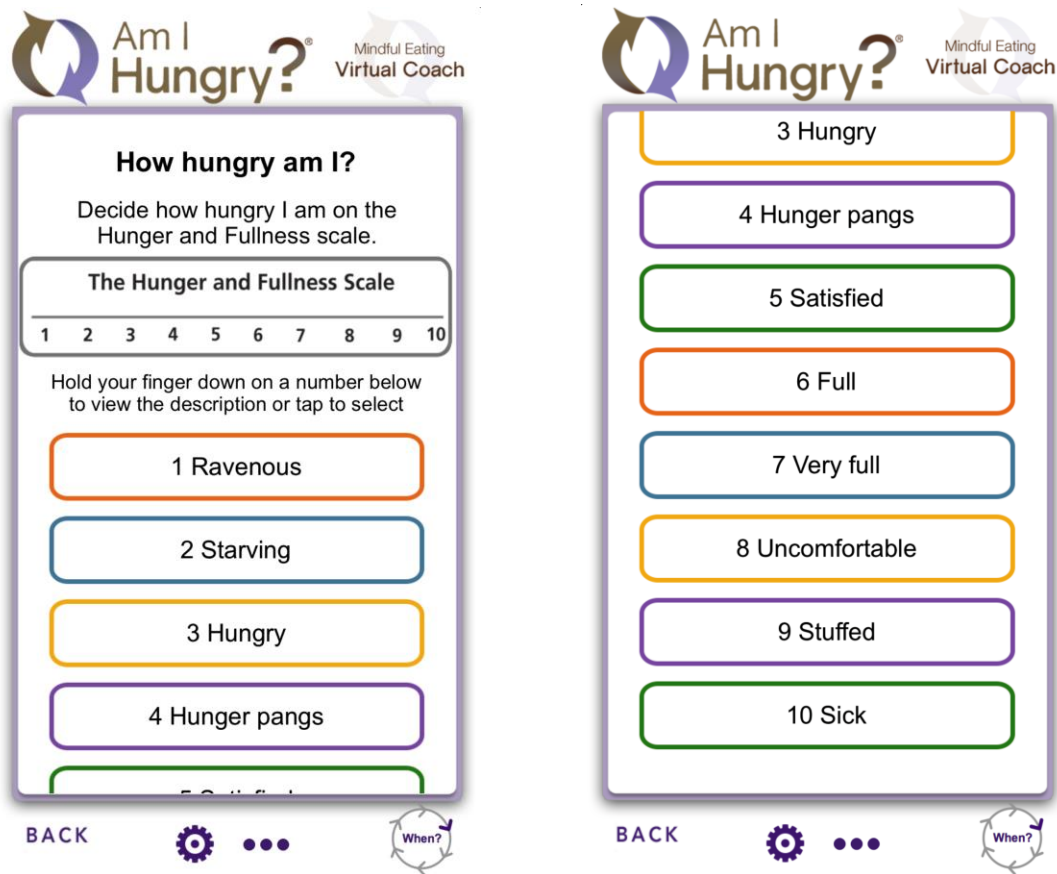 Am I
Hungry?®
Mindful Eating
Virtual Coach
How hungry am I?
Decide how hungry I am on the
Hunger and Fullness scale.
The Hunger and Fullness Scale
1 2 3 4 5 6 7 8 9 10
Hold your finger down on a number below
to view the description or tap to select
1 Ravenous
2 Starving
3 Hungry
4 Hunger pangs
BACK
When?
Am I
Hungry?®
Mindful Eating
Virtual Coach
3 Hungry
4 Hunger pangs
5 Satisfied
6 Full
7 Very full
8 Uncomfortable
9 Stuffed
10 Sick
BACK
When?